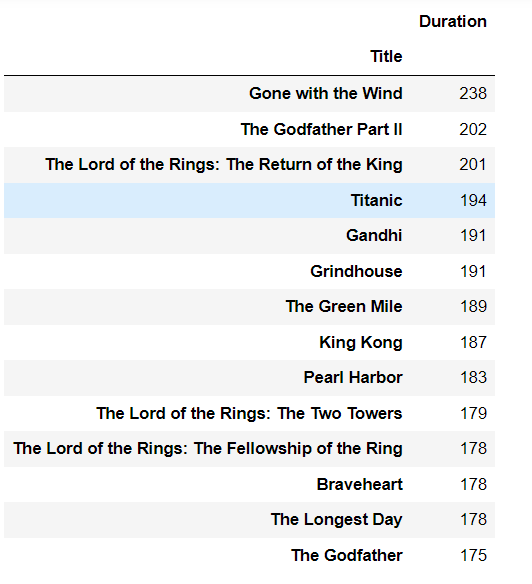 Duration
Title
Gone with the Wind 238
The Godfather Part II 202
The Lord of the Rings: The Return of the King 201
Titanic 194
Gandhi 191
Grindhouse 191
The Green Mile 189
King Kong 187
Pearl Harbor 183
The Lord of the Rings: The Two Towers 179
The Lord of the Rings: The Fellowship of the Ring 178
Braveheart 178
The Longest Day 178
The Godfather 175